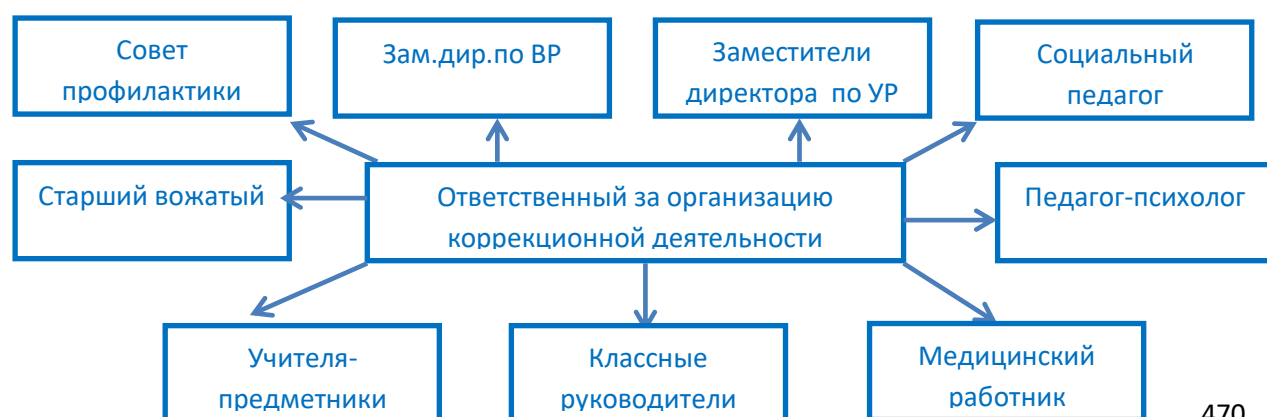 Совет
профилактики
Зам.дир.по ВР
Заместители
директора по УР
Социальный
педагог
Старший вожатый
Ответственный за организацию
коррекционной деятельности
Педагог-психолог
Учителя-
предметники
Классные
руководители
Медицинский
работник
470